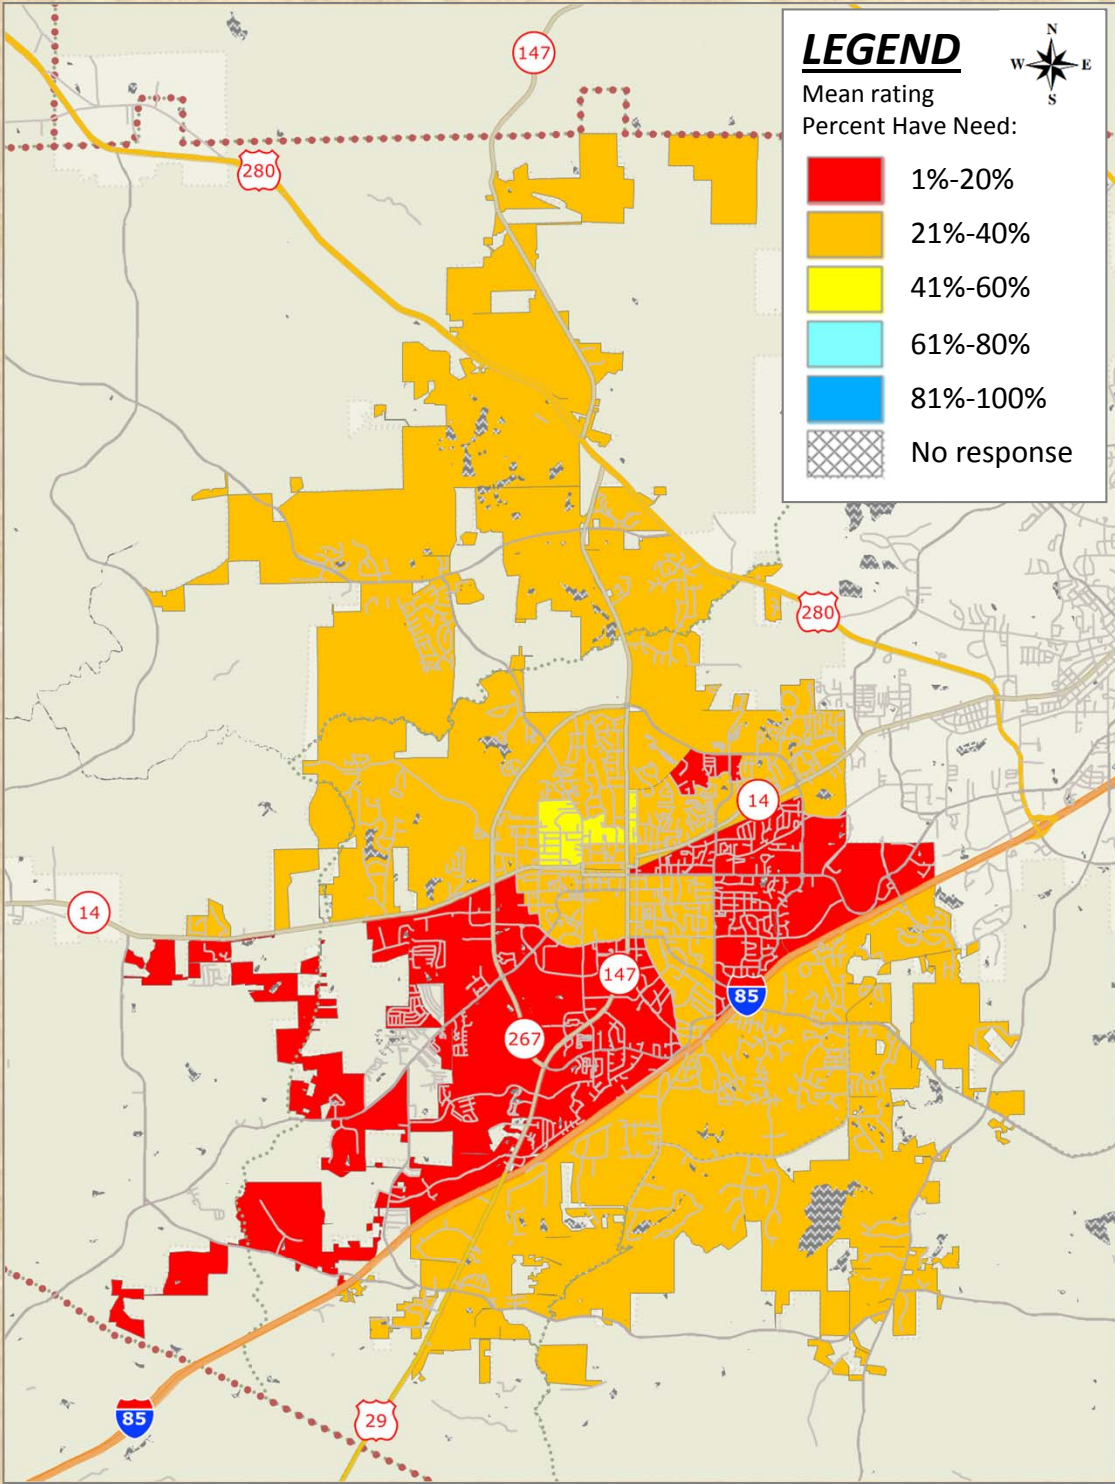 LEGEND
Mean rating
Percent Have Need:
1%-20%
21%-40%
41%-60%
61%-80%
81%-100%
No response
N
W E
S
147
280
280
14
14
147
85
267
85
29